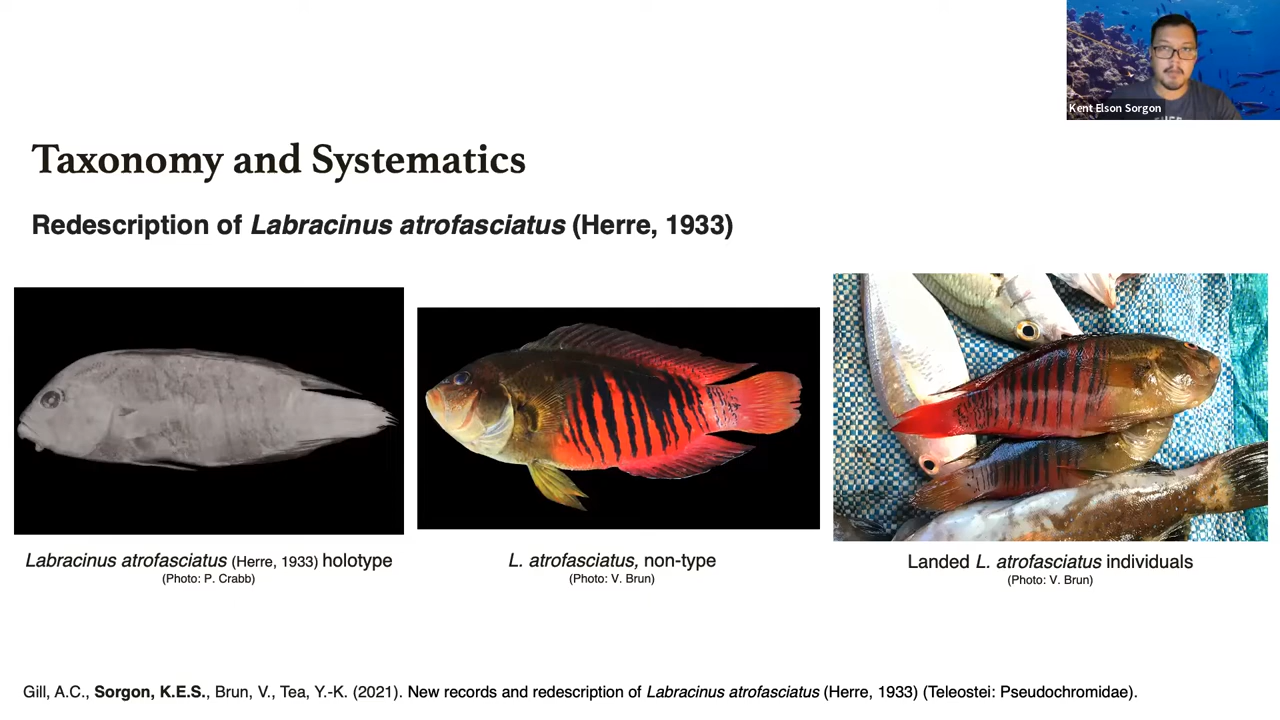 Kent Elson Sorgon
Taxonomy and Systematics
Redescription of Labracinus atrofasciatus (Herre, 1933)
Labracinus atrofasciatus (Herre, 1933) holotype
(Photo: P. Crabb)
L. atrofasciatus, non-type
(Photo: V. Brun)
Landed L. atrofasciatus individuals
(Photo: V. Brun)
Gill, A.C., Sorgon, K.E.S., Brun, V., Tea, Y.-K. (2021). New records and redescription of Labracinus atrofasciatus (Herre, 1933) (Teleostei: Pseudochromidae).